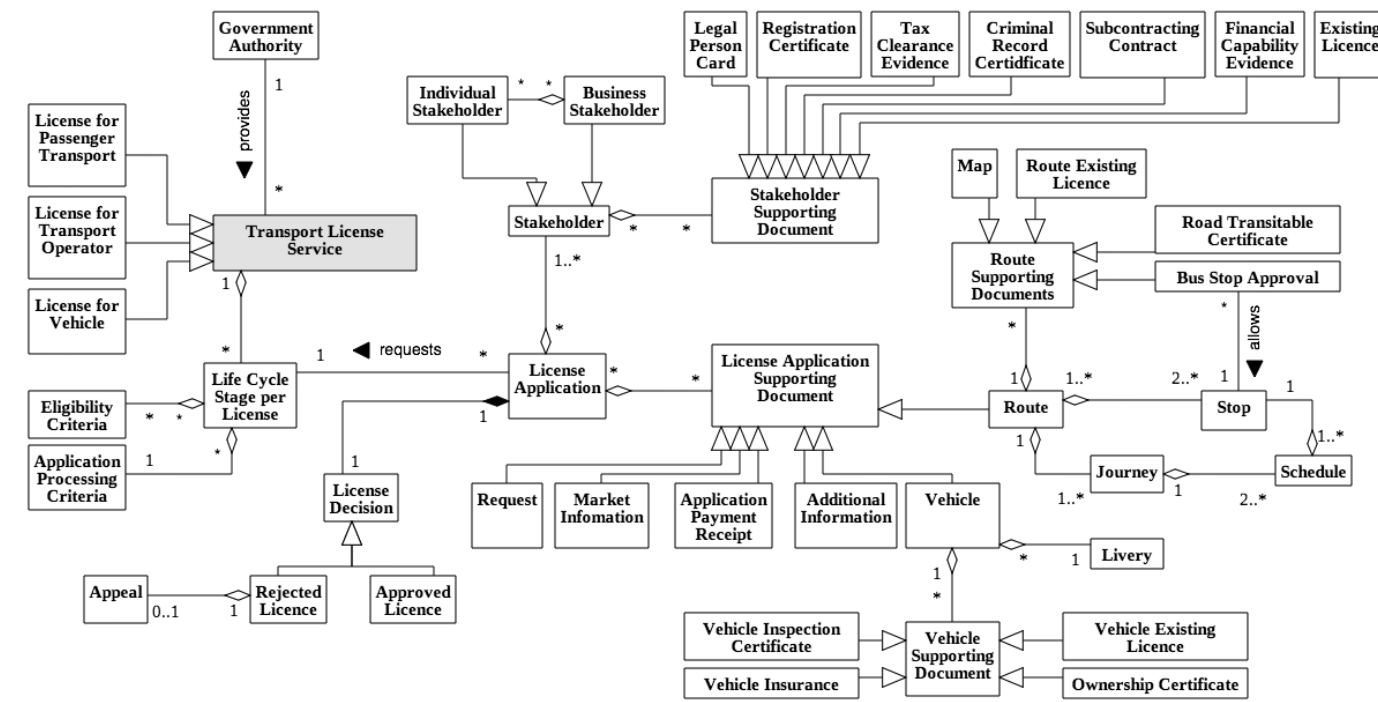 Government
Authority
1
provides
*
License for
Passenger
Transport
License for
Transport
Operator
License for
Vehicle
Transport License
Service
1
*
Individual
Stakeholder
*
*
Business
Stakeholder
Stakeholder
*
*
1..*
*
Legal
Person
Card
Registration
Certificate
Tax
Clearance
Evidence
Criminal
Record
Certidficate
Subcontracting
Contract
Financial
Capability
Evidence
Existing
Licence
Stakeholder
Supporting
Document
Map
Route Existing
Licence
Road Transitable
Certificate
Bus Stop Approval
Route
Supporting
Documents
*
1
*
allows
1
Life Cycle
Stage per
License
1
requests
*
License
Application
*
*
1
License Application
Supporting
Document
Eligibility
Criteria
*
*
Application
Processing
Criteria
1
*
1
License
Decision
Rejected
Licence
Approved
Licence
Appeal
0..1
1
Request
Market
Infomation
Application
Payment
Receipt
Additional
Information
Vehicle
Route
1..*
2..*
Stop
1
1..*
Schedule
1
1..*
Journey
1
2..*
*
1
Livery
1
*
Vehicle Inspection
Certificate
Vehicle Insurance
Vehicle
Supporting
Document
Vehicle Existing
Licence
Ownership Certificate